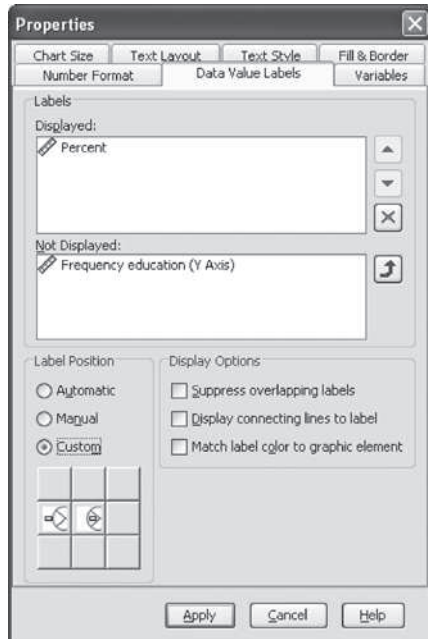 Properties
Chart Size Text Layout Text Style Fill & Border
Number Format Data Value Labels Variables
Labels
Displayed:
Percent
Not Displayed:
Frequency education (Y Axis)
Label Position
Automatic
Manual
Custom
Display Options
Suppress overlapping labels
Display connecting lines to label
Match label color to graphic element
Apply Cancel Help